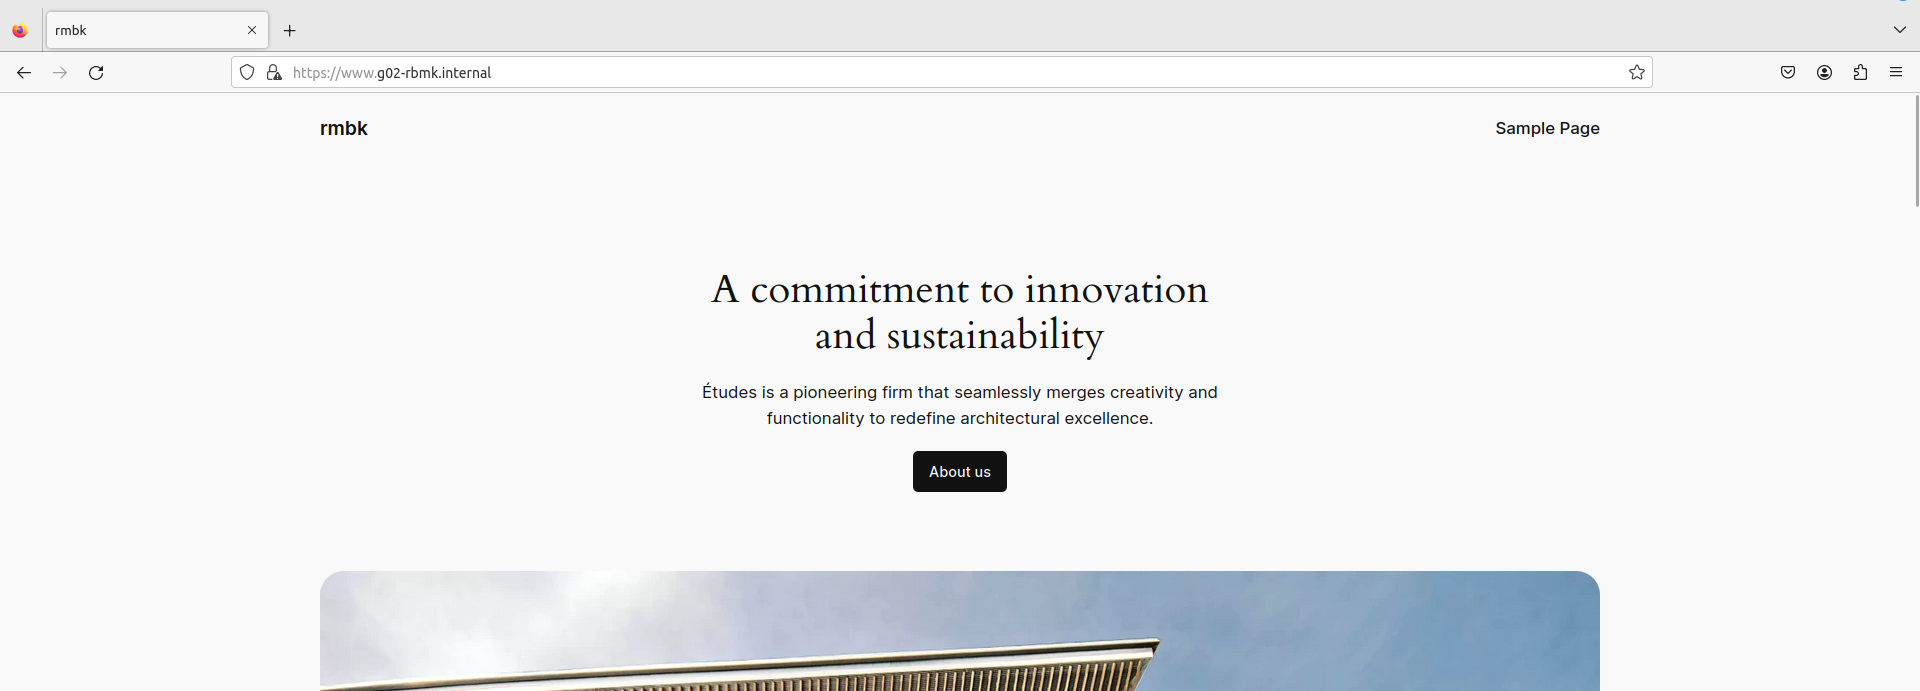 rmbk
https://www.g02-rbmk.internal
rmbk
Sample Page
A commitment to innovation
and sustainability
Études is a pioneering firm that seamlessly merges creativity and
functionality to redefine architectural excellence.
About us